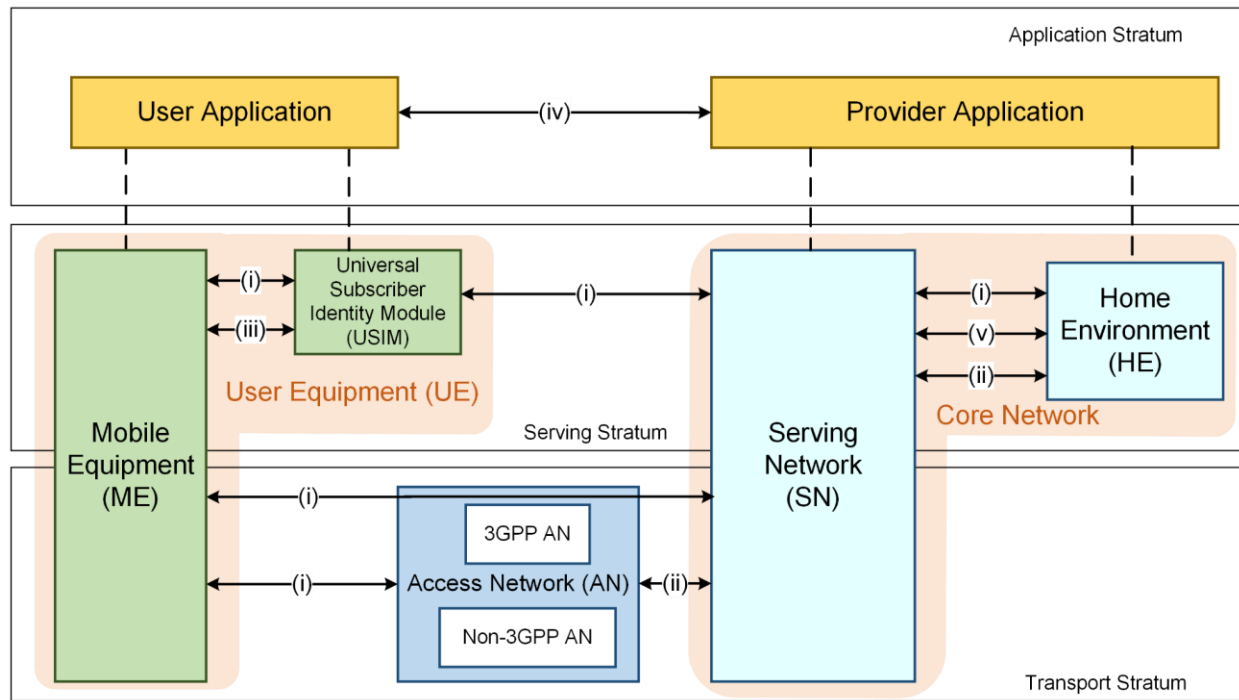 Application Stratum
User Application
(iv)
Provider Application
(i)
(iii)
Universal
Subscriber
Identity Module
(USIM)
(i)
(i)
(v)
(ii)
Home
Environment
(HE)
User Equipment (UE)
Core Network
Serving Stratum
Mobile
Equipment
(ME)
Serving
Network
(SN)
(i)
3GPP AN
(i)
Access Network (AN)
(ii)
Non-3GPP AN
Transport Stratum